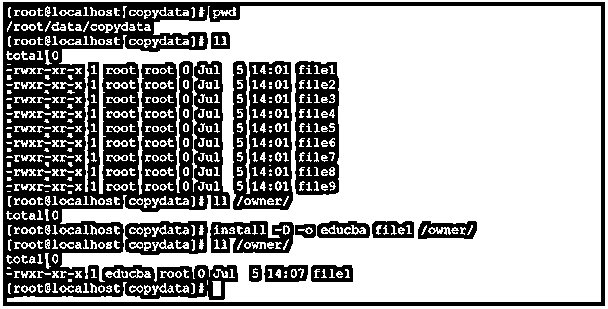 [root@localhost copydata]# pwd
/root/data/copydata
[root@localhost copydata]# ll
total 0
-rwxr-xr-x 1 root root 0 Jul  5 14:01 file1
-rwxr-xr-x 1 root root 0 Jul  5 14:01 file2
-rwxr-xr-x 1 root root 0 Jul  5 14:01 file3
-rwxr-xr-x 1 root root 0 Jul  5 14:01 file4
-rwxr-xr-x 1 root root 0 Jul  5 14:01 file5
-rwxr-xr-x 1 root root 0 Jul  5 14:01 file6
-rwxr-xr-x 1 root root 0 Jul  5 14:01 file7
-rwxr-xr-x 1 root root 0 Jul  5 14:01 file8
-rwxr-xr-x 1 root root 0 Jul  5 14:01 file9
[root@localhost copydata]# ll /owner/
total 0
[root@localhost copydata]# install -D -o educba file1 /owner/
[root@localhost copydata]# ll /owner/
total 0
-rwxr-xr-x 1 educba root 0 Jul  5 14:07 file1
[root@localhost copydata]#